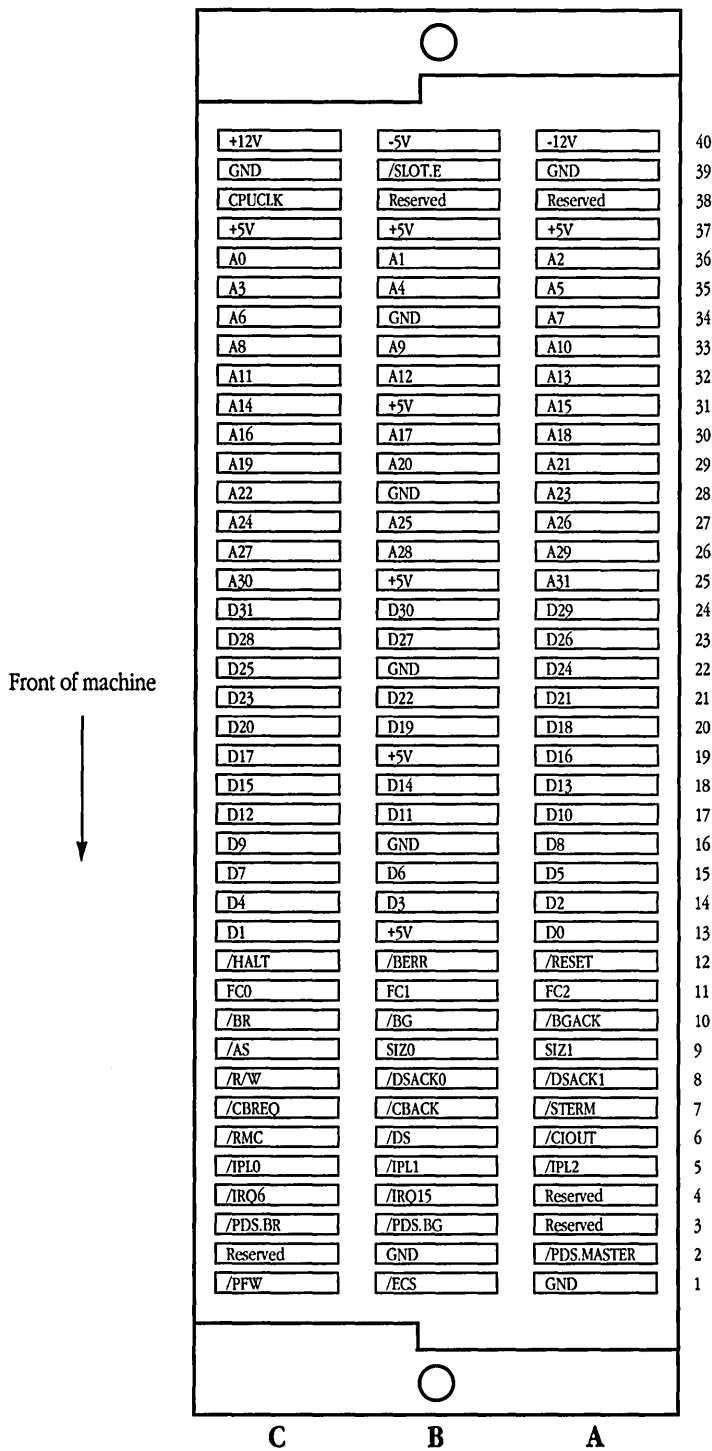 +12V -5V -12V 40
GND /SLOT.E GND 39
CPUCLK Reserved Reserved 38
+5V +5V +5V 37
A0 A1 A2 36
A3 A4 A5 35
A6 GND A7 34
A8 A9 A10 33
A11 A12 A13 32
A14 +5V A15 31
A16 A17 A18 30
A19 A20 A21 29
A22 GND A23 28
A24 A25 A26 27
A27 A28 A29 26
A30 +5V A31 25
D31 D30 D29 24
D28 D27 D26 23
D25 GND D24 22
Front of machine
D23 D22 D21 21
D20 D19 D18 20
D17 +5V D16 19
D15 D14 D13 18
D12 D11 D10 17
D9 GND D8 16
D7 D6 D5 15
D4 D3 D2 14
D1 +5V D0 13
/HALT /BERR /RESET 12
FC0 FC1 FC2 11
/BR /BG /BGACK 10
/AS SIZ0 SIZ1 9
/R/W /DSACK0 /DSACK1 8
/CBREQ /CBACK /STERM 7
/RMC /DS /CIOUT 6
/IPL0 /IPL1 /IPL2 5
/IRQ6 /IRQ15 Reserved 4
/PDS.BR /PDS.BG Reserved 3
Reserved GND /PDS.MASTER 2
/PFW /ECS GND 1
C B A